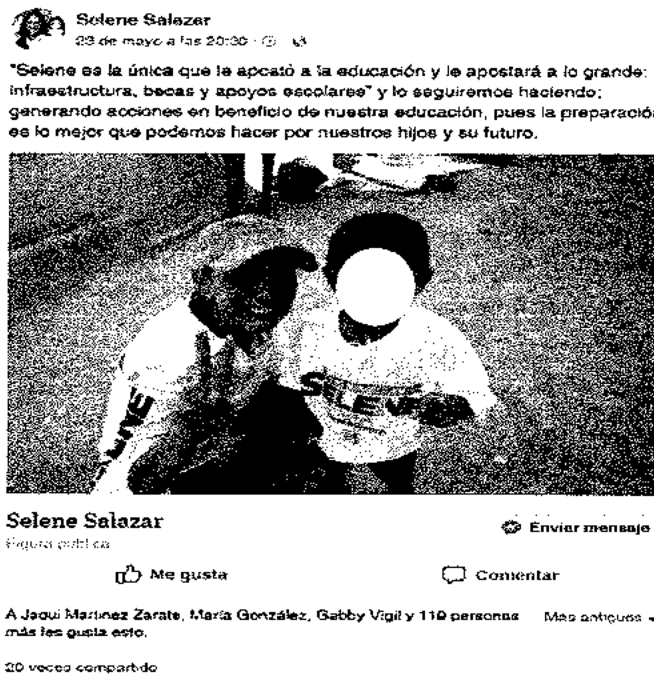 Selene Salazar
23 de mayo a las 20:30
"Selene es la única que le apostó a la educación y le apostará a lo grande:
infraestructura, becas y apoyos escolares" y lo seguiremos haciendo;
generando acciones en beneficio de nuestra educación, pues la preparación
es lo mejor que podemos hacer por nuestros hijos y su futuro.
SELENE
Selene Salazar
Figura pública
Enviar mensaje
Me gusta
Comentar
A Jaqui Martinez Zarate, María González, Gabby Vigil y 119 personas
más les gusta esto.
Más antiguos
20 veces compartido